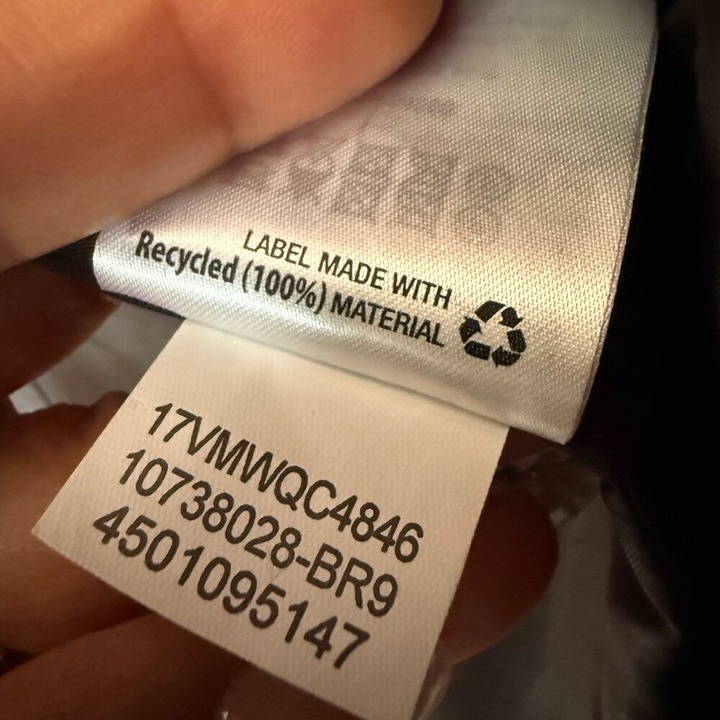 LABEL MADE WITH
Recycled (100%) MATERIAL
17VMWQC4846
10738028-BR9
4501095147